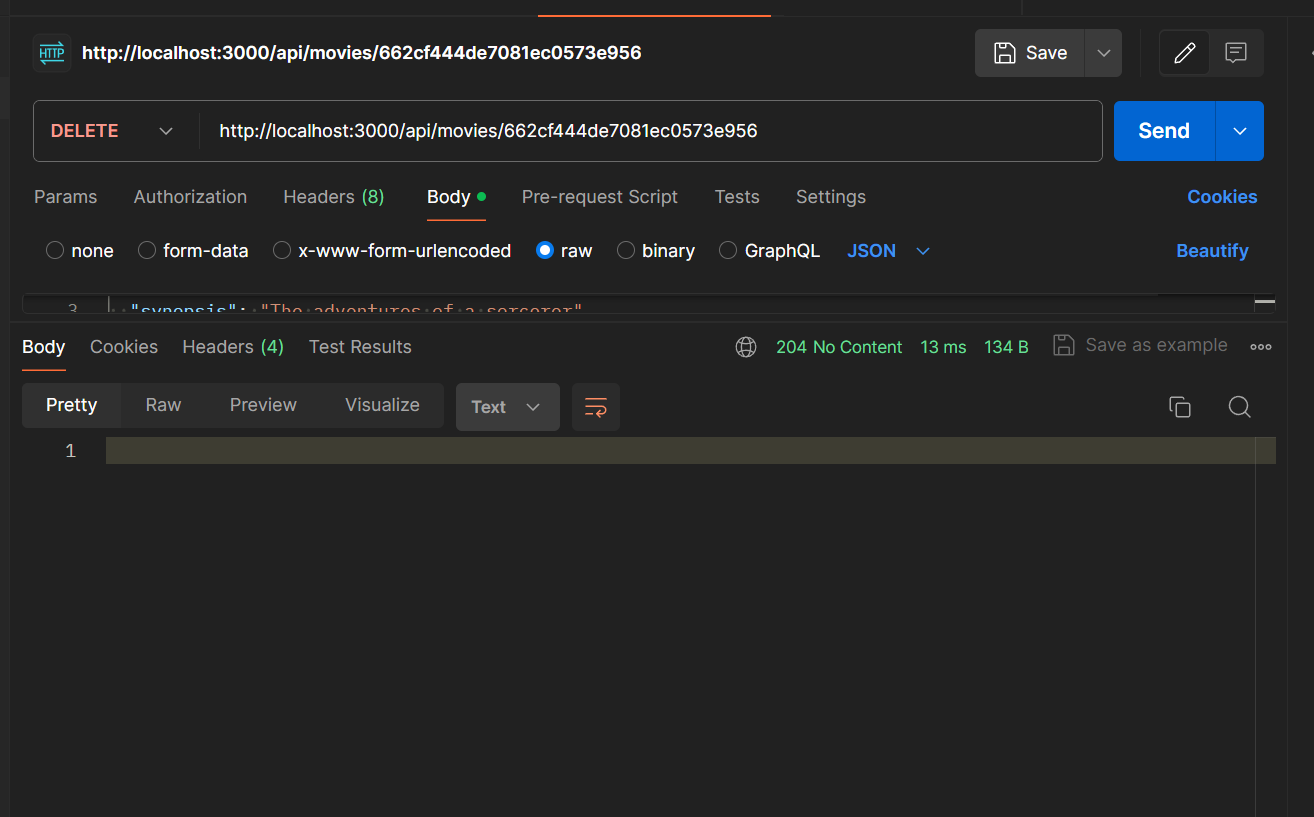 HTTP http://localhost:3000/api/movies/662cf444de7081ec0573e956 Save
DELETE http://localhost:3000/api/movies/662cf444de7081ec0573e956 Send
Params Authorization Headers (8) Body Pre-request Script Tests Settings Cookies
none form-data x-www-form-urlencoded raw binary GraphQL JSON Beautify
3 "synopsis": "The adventures of a sorceror"
Body Cookies Headers (4) Test Results 204 No Content 13 ms 134 B Save as example
Pretty Raw Preview Visualize Text
1